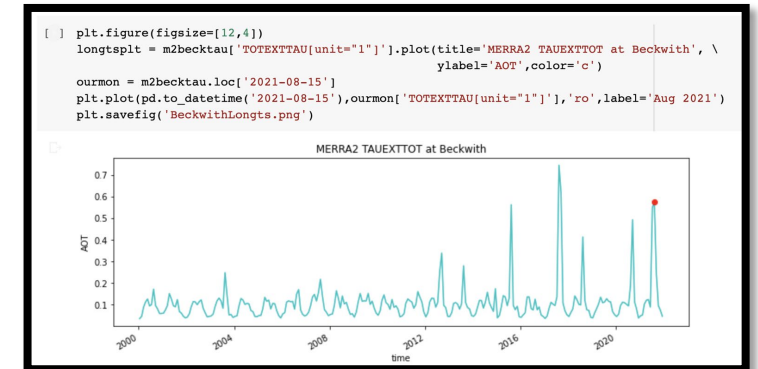 [ ] plt.figure(figsize=[12,4])
longtsplt = m2becktau['TOTEXTTAU[unit="1"]'].plot(title='MERRA2 TAUEXTTOT at Beckwith', \
ylabel='AOT',color='c')
ourmon = m2becktau.loc['2021-08-15']
plt.plot(pd.to_datetime('2021-08-15'),ourmon['TOTEXTTAU[unit="1"]'],'ro',label='Aug 2021')
plt.savefig('BeckwithLongts.png')
MERRA2 TAUEXTTOT at Beckwith
0.7
0.6
0.5
0.4
0.3
0.2
0.1
AOT
2000 2004 2008 2012 2016 2020
time